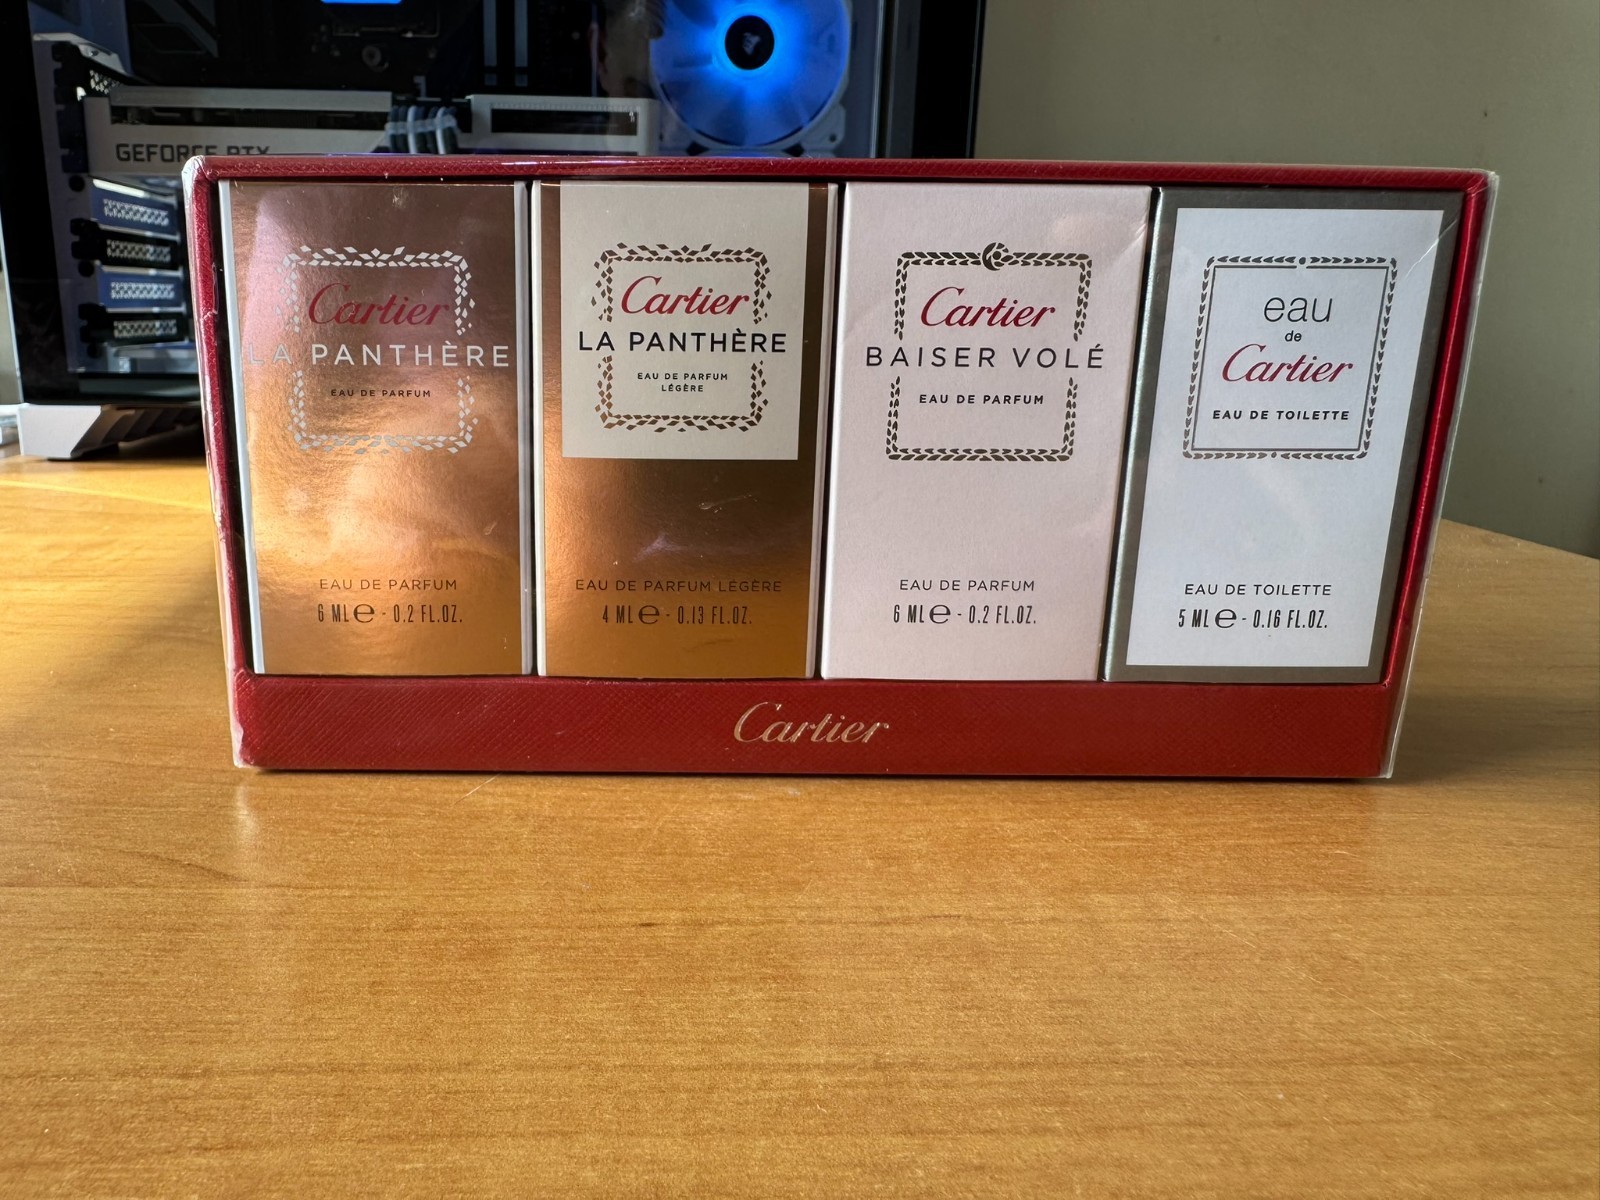 GEFORCE RTX
Cartier
LA PANTHÈRE
EAU DE PARFUM
EAU DE PARFUM
6 ML e - 0.2 FL.OZ.
Cartier
LA PANTHÈRE
EAU DE PARFUM
LÉGÈRE
EAU DE PARFUM LÉGÈRE
4 ML e - 0.13 FL.OZ.
Cartier
BAISER VOLÉ
EAU DE PARFUM
EAU DE PARFUM
6 ML e - 0.2 FL.OZ.
eau
de
Cartier
EAU DE TOILETTE
EAU DE TOILETTE
5 ML e - 0.16 FL.OZ.
Cartier